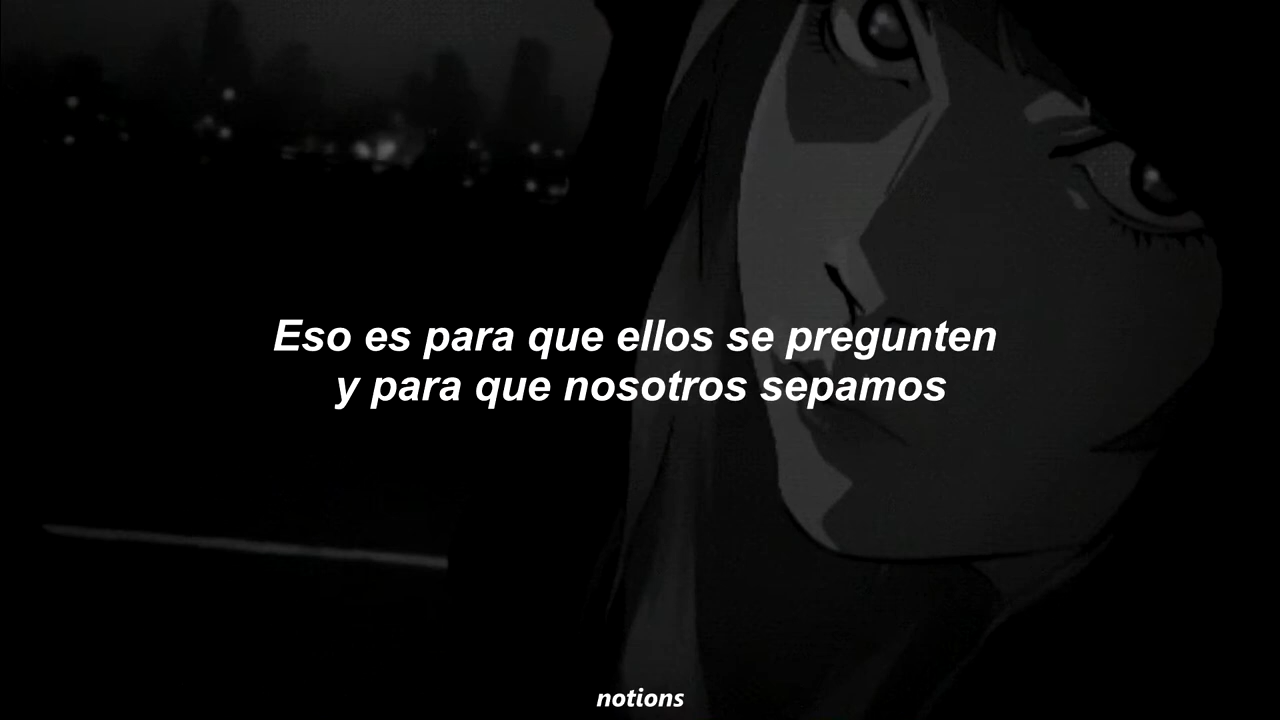 Eso es para que ellos se pregunten
y para que nosotros sepamos
notions